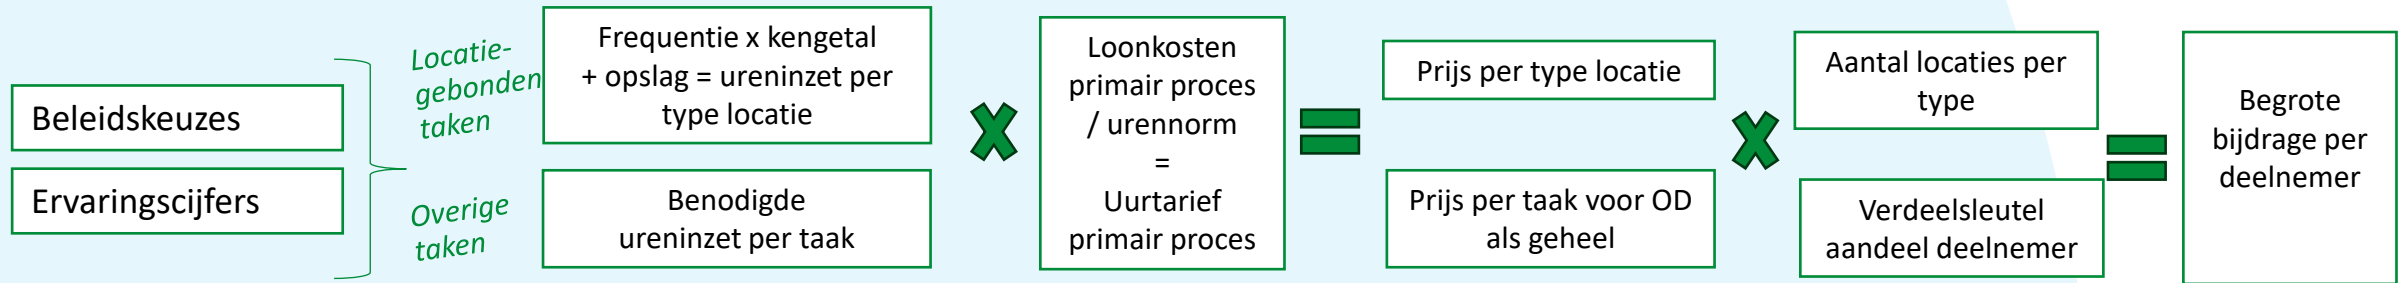 Beleidskeuzes
Ervaringscijfers
Locatie-
gebonden
taken
Overige
taken
Frequentie x kengetal
+ opslag = ureninzet per
type locatie
Benodigde
ureninzet per taak
Loonkosten
primair proces
/ urennorm
=
Uurtarief
primair proces
Prijs per type locatie
Prijs per taak voor OD
als geheel
Aantal locaties per
type
Verdeelsleutel
aandeel deelnemer
Begrote
bijdrage per
deelnemer